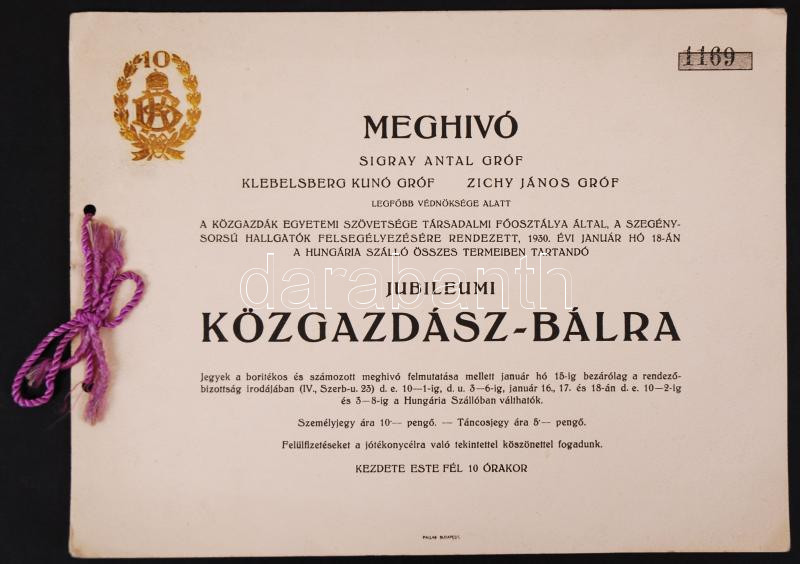 10
1169
MEGHIVÓ
SIGRAY ANTAL GRÓF
KLEBELSBERG KUNÓ GRÓF ZICHY JÁNOS GRÓF
LEGFŐBB VÉDNÖKSÉGE ALATT
A KÖZGAZDÁK EGYETEMI SZÖVETSÉGE TÁRSADALMI FŐOSZTÁLYA ÁLTAL, A SZEGÉNY-
SORSÚ HALLGATÓK FELSEGÉLYEZÉSÉRE RENDEZETT, 1930. ÉVI JANUÁR HÓ 18-ÁN
A HUNGÁRIA SZÁLLÓ ÖSSZES TERMEIBEN TARTANDÓ
darabanth
JUBILEUMI
KÖZGAZDÁSZ-BÁLRA
Jegyek a boritékos és számozott meghivó felmutatása mellett január hó 15-ig bezárólag a rendező-
bizottság irodájában (IV., Szerb-u. 23) d. e. 10—1-ig, d. u. 3—6-ig, január 16., 17. és 18-án d. e. 10—2-ig
és 3—8-ig a Hungária Szállóban válthatók.
Személyjegy ára 10·— pengő. — Táncosjegy ára 5·— pengő.
Felülfizetéseket a jótékonycélra való tekintettel köszönettel fogadunk.
KEZDETE ESTE FÉL 10 ÓRAKOR
PALLAS BUDAPEST.